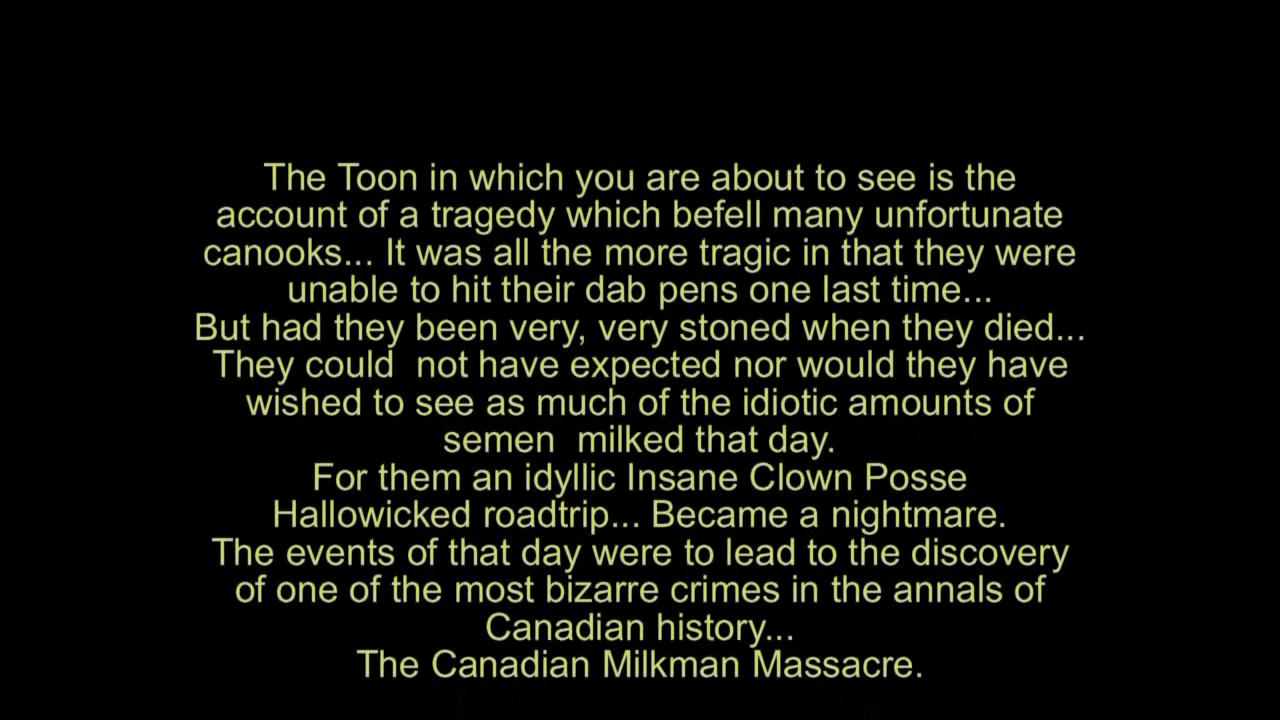 The Toon in which you are about to see is the
account of a tragedy which befell many unfortunate
canooks... It was all the more tragic in that they were
unable to hit their dab pens one last time...
But had they been very, very stoned when they died...
They could  not have expected nor would they have
wished to see as much of the idiotic amounts of
semen  milked that day.
For them an idyllic Insane Clown Posse
Hallowicked roadtrip... Became a nightmare.
The events of that day were to lead to the discovery
of one of the most bizarre crimes in the annals of
Canadian history...
The Canadian Milkman Massacre.